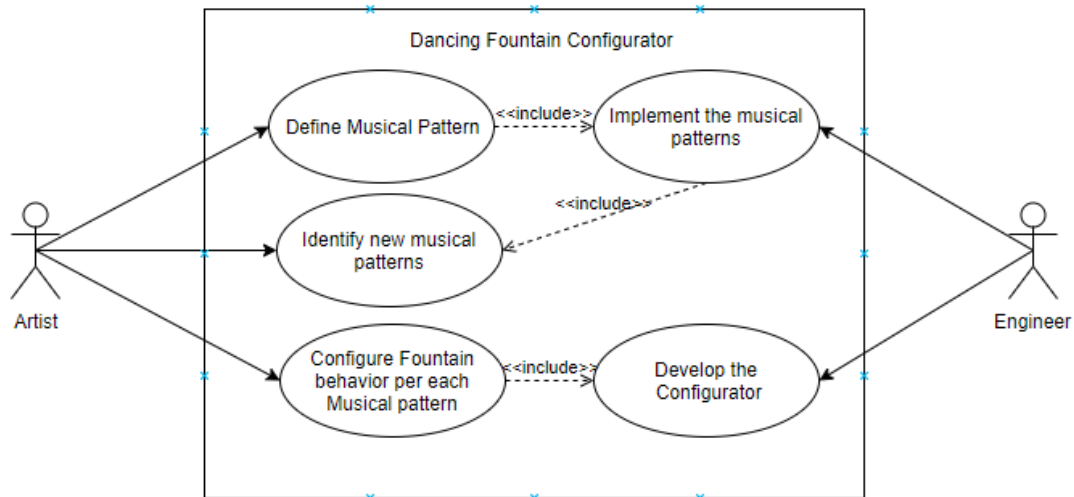 Dancing Fountain Configurator
Define Musical Pattern
<<include>>
Implement the musical
patterns
<<include>>
Identify new musical
patterns
Artist
Engineer
Configure Fountain
behavior per each
Musical pattern
<<include>>
Develop the
Configurator